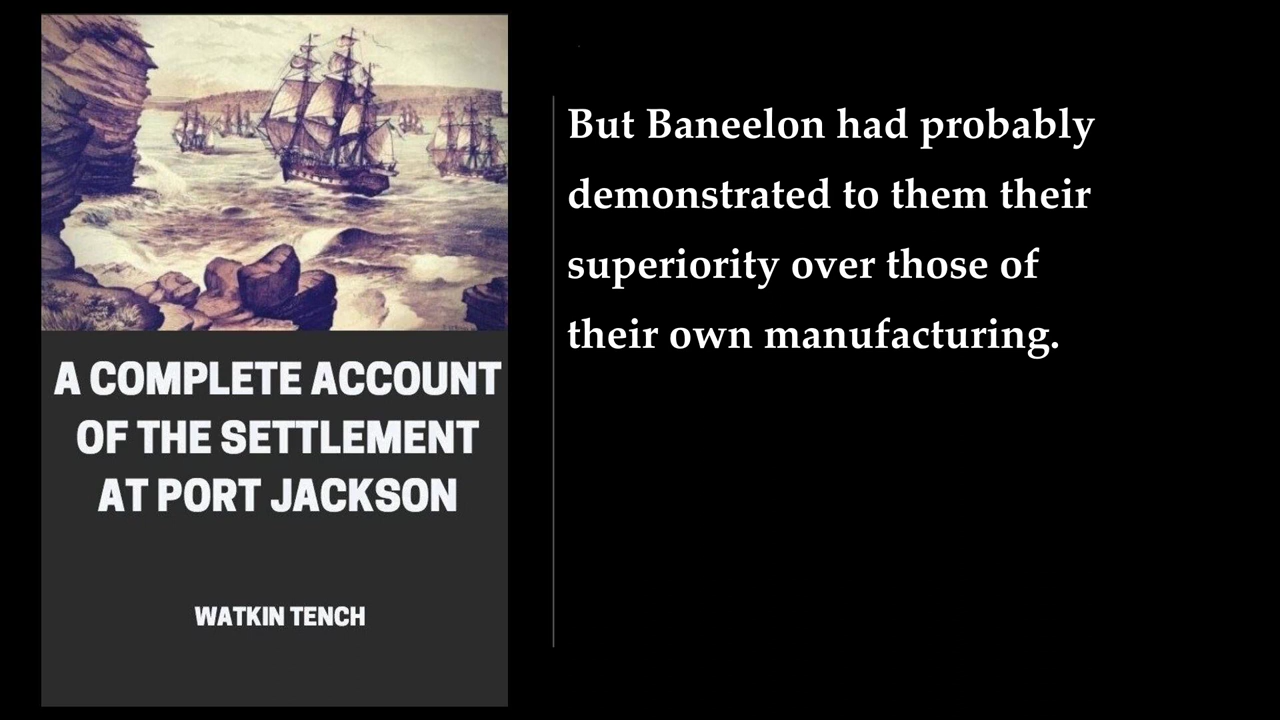 A COMPLETE ACCOUNT
OF THE SETTLEMENT
AT PORT JACKSON
WATKIN TENCH
But Baneelon had probably
demonstrated to them their
superiority over those of
their own manufacturing.